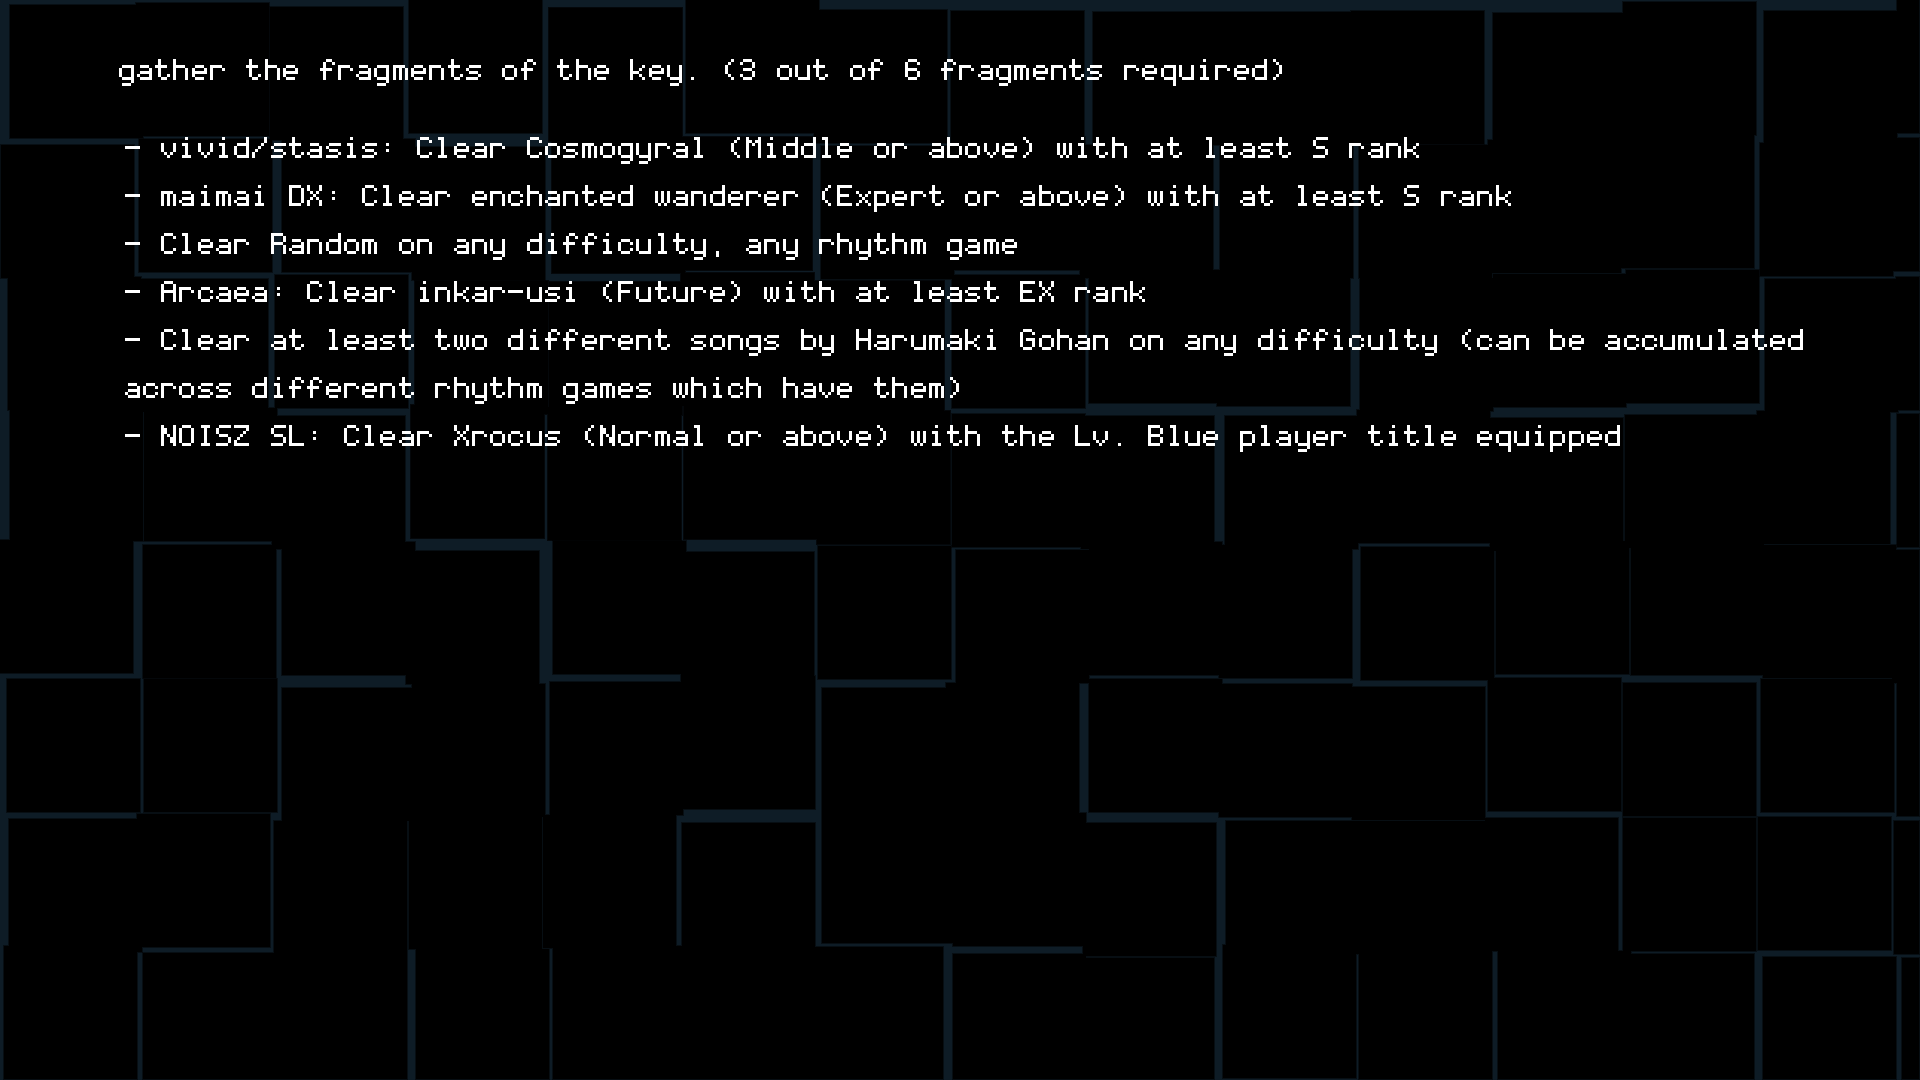 gather the fragments of the key. (3 out of 6 fragments required)
- vivid/stasis: Clear Cosmogyral (Middle or above) with at least S rank
- maimai DX: Clear enchanted wanderer (Expert or above) with at least S rank
- Clear Random on any difficulty, any rhythm game
- Arcaea: Clear inkar-usi (Future) with at least EX rank
- Clear at least two different songs by Harumaki Gohan on any difficulty (can be accumulated
across different rhythm games which have them)
- NOISZ SL: Clear Xrocus (Normal or above) with the Lv. Blue player title equipped